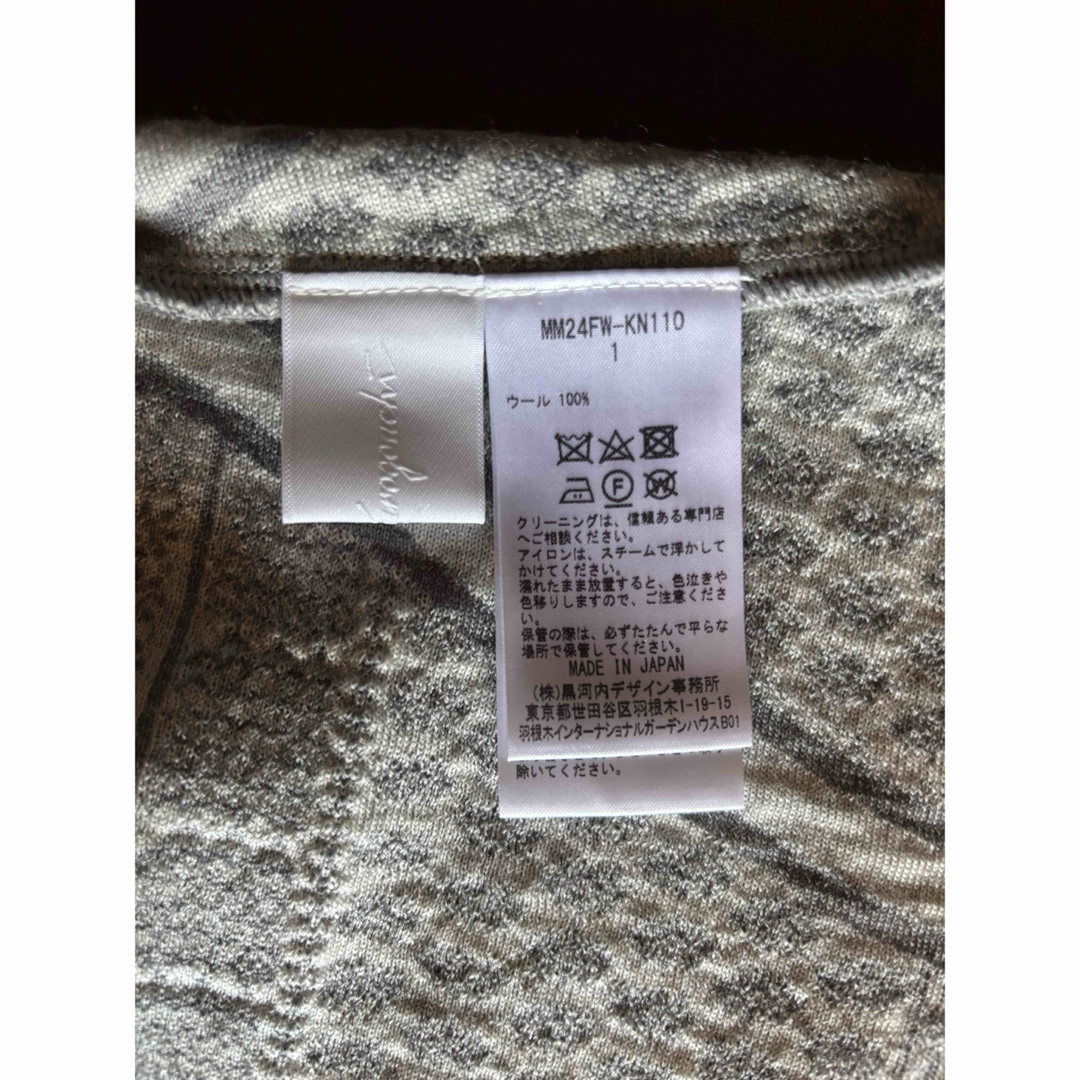 MM24FW-KN110
1
ウール 100%
F
W
クリーニングは、信頼ある専門店
へご相談ください。
アイロンは、スチームで浮かして
かけてください。
濡れたまま放置すると、色泣きや
色移りしますので、ご注意くださ
い。
保管の際は、必ずたたんで平らな
場所で保管してください。
MADE IN JAPAN
(株)黒河内デザイン事務所
東京都世田谷区羽根木1-19-15
羽根木インターナショナルガーデンハウスB01
除いてください。